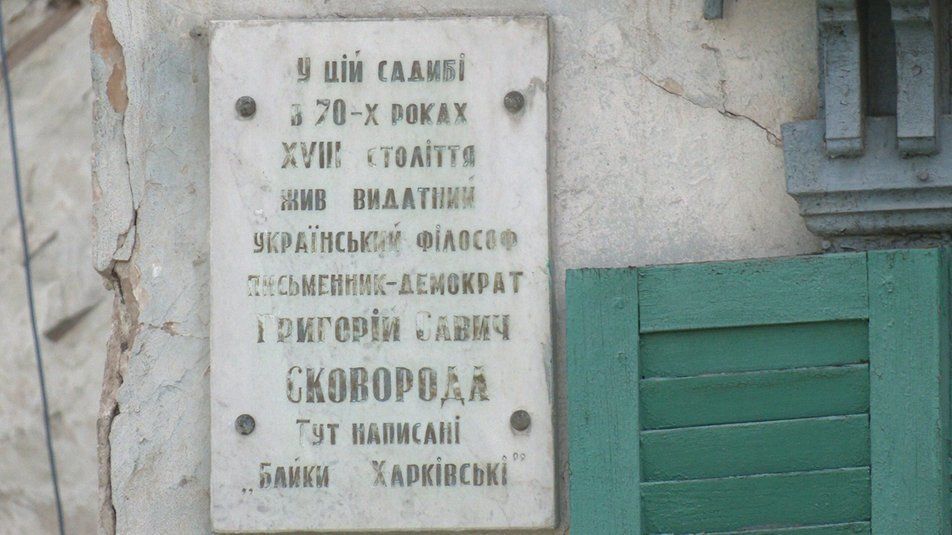 У цій садибі
в 70-х роках
XVIII століття
жив видатний
український філософ
письменник-демократ
Григорій Савич
Сковорода
Тут написані
„Байки Харківські"